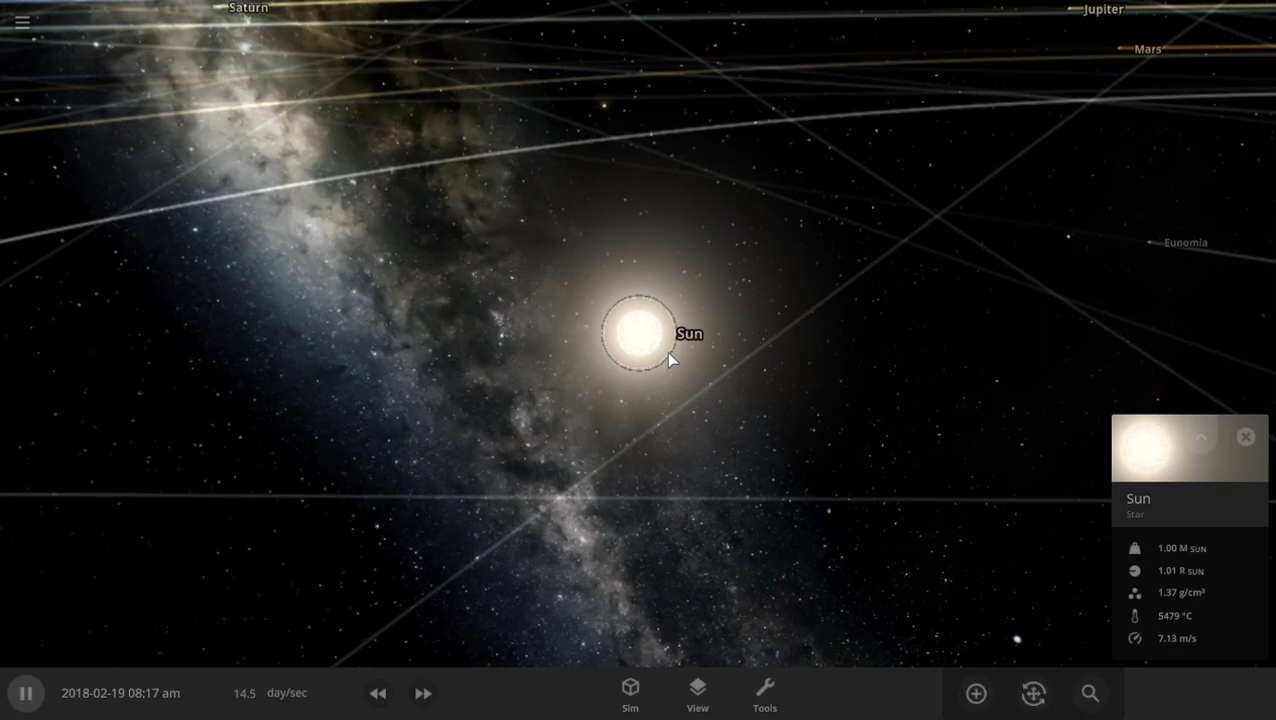 Saturn
Jupiter
Mars
Eunomia
Sun
Sun
Star
1.00 M SUN
1.01 R SUN
1.37 g/cm³
5479 °C
7.13 m/s
2018-02-19 08:17 am
14.5 day/sec
Sim
View
Tools